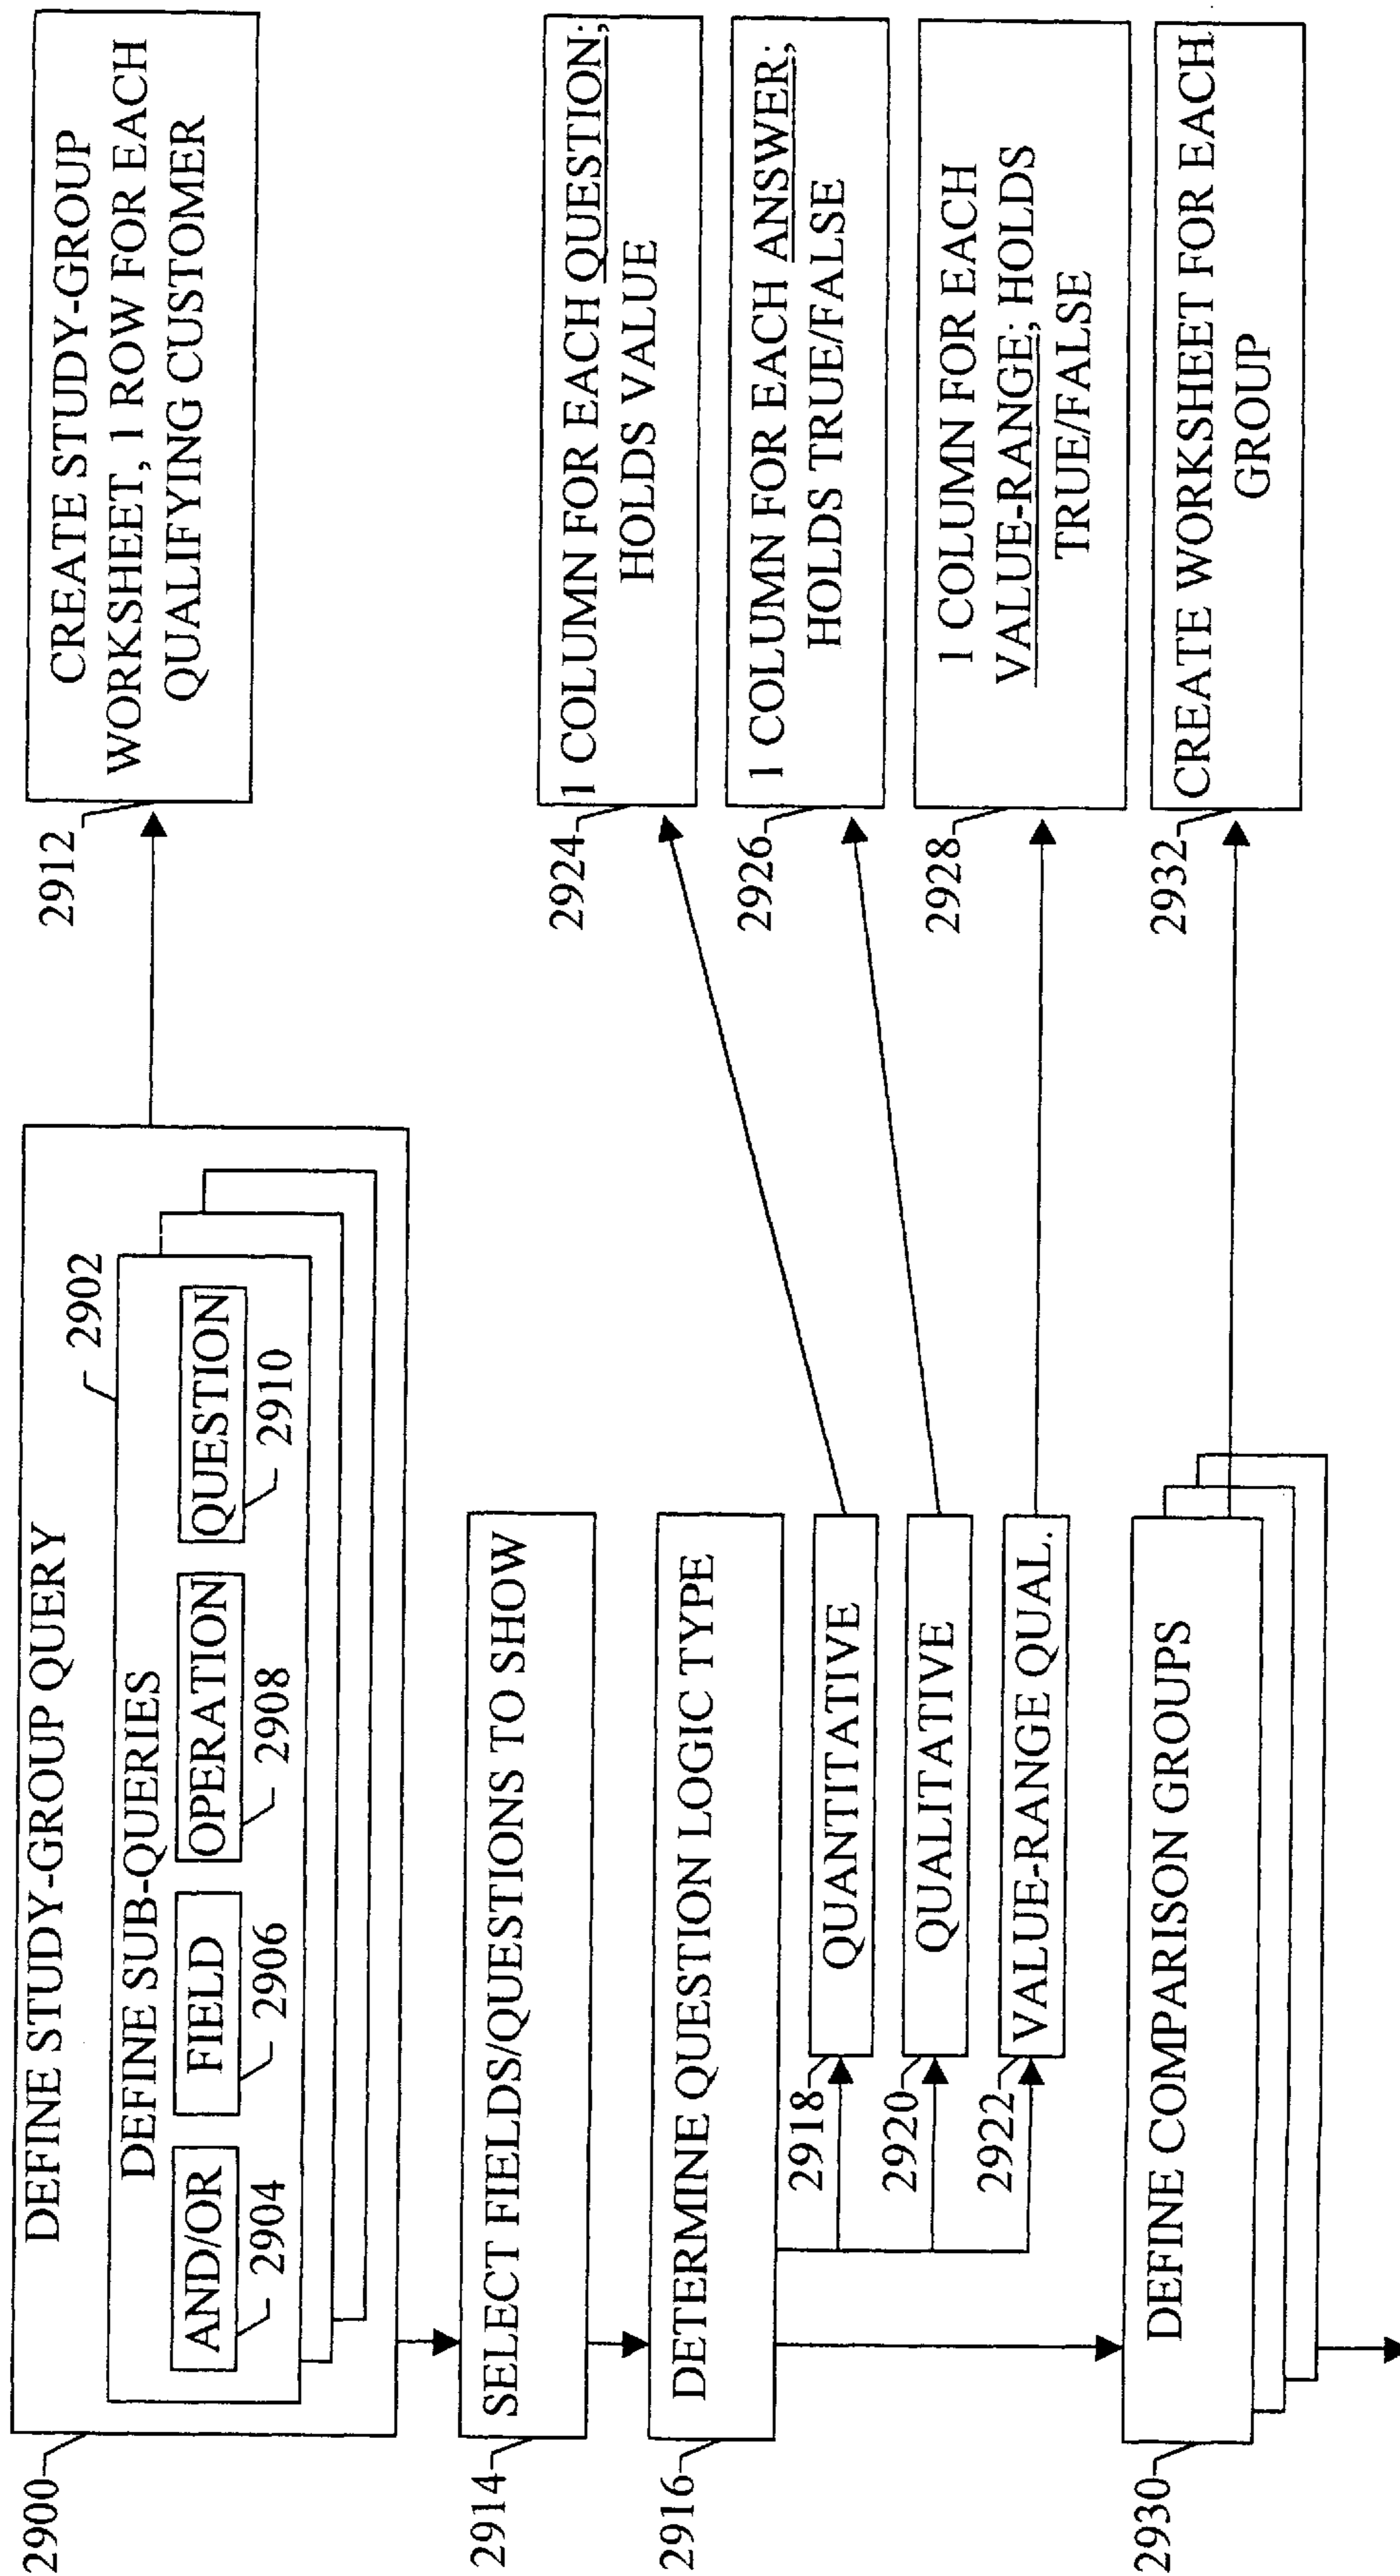 2900
DEFINE STUDY-GROUP QUERY
2902
DEFINE SUB-QUERIES
AND/OR
2904
FIELD
2906
OPERATION
2908
QUESTION
2910
2912
CREATE STUDY-GROUP
WORKSHEET, 1 ROW FOR EACH
QUALIFYING CUSTOMER
2914
SELECT FIELDS/QUESTIONS TO SHOW
2916
DETERMINE QUESTION LOGIC TYPE
2918
QUANTITATIVE
2924
1 COLUMN FOR EACH QUESTION;
HOLDS VALUE
2920
QUALITATIVE
2926
1 COLUMN FOR EACH ANSWER;
HOLDS TRUE/FALSE
2922
VALUE-RANGE QUAL.
2928
1 COLUMN FOR EACH
VALUE-RANGE; HOLDS
TRUE/FALSE
2930
DEFINE COMPARISON GROUPS
2932
CREATE WORKSHEET FOR EACH
GROUP